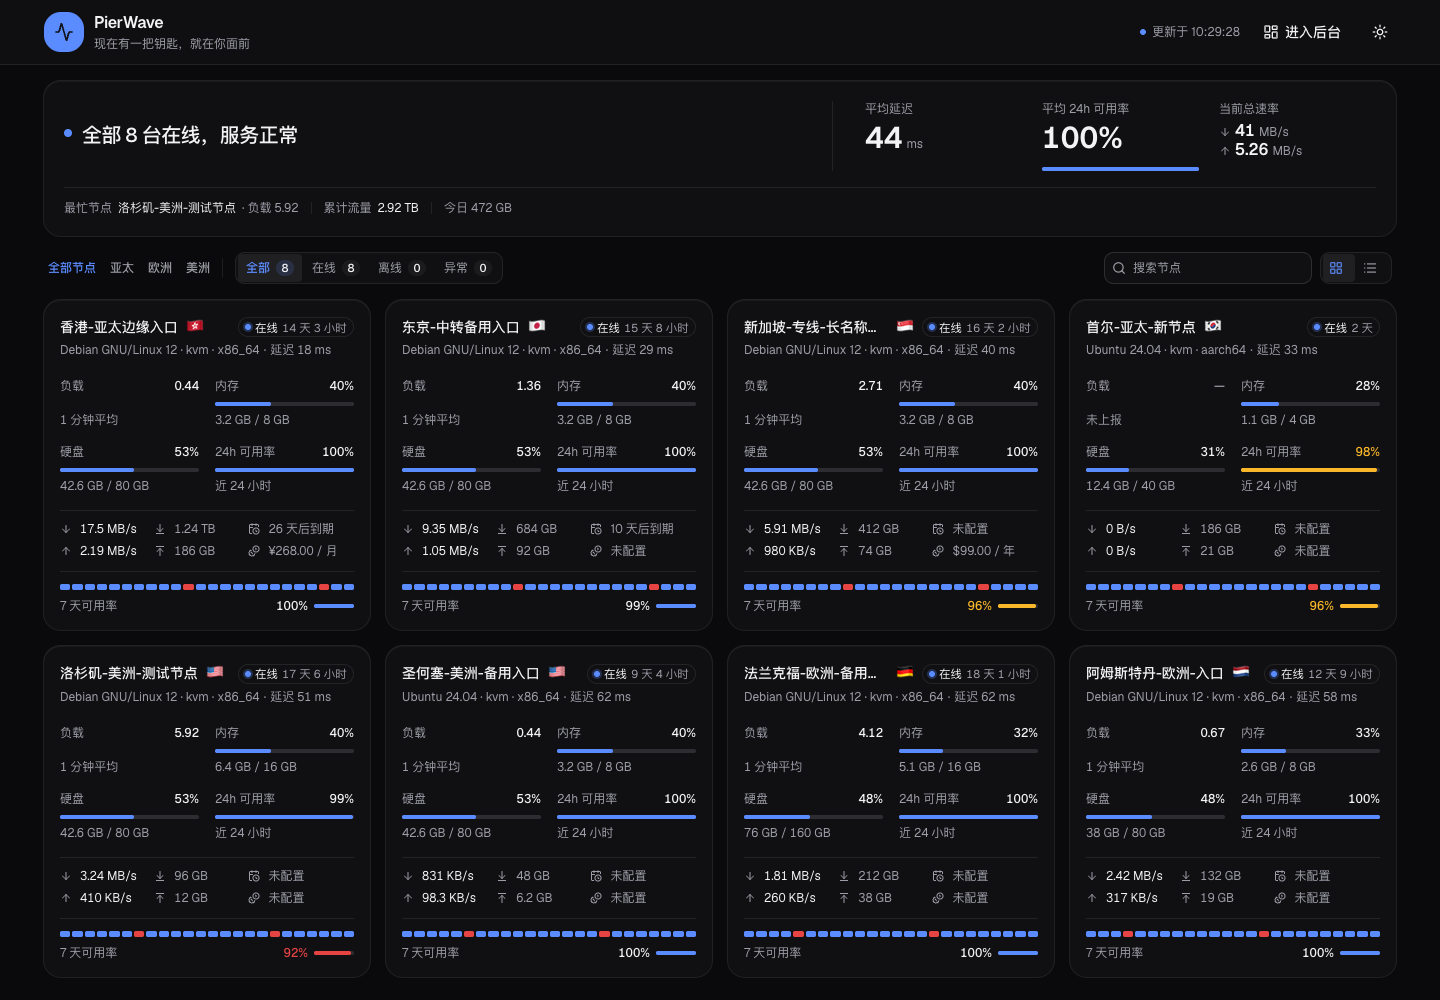 PierWave
现在有一把钥匙，就在你面前
更新于 10:29:28
进入后台
全部 8 台在线，服务正常
平均延迟
44 ms
平均 24h 可用率
100%
当前总速率
↓ 41 MB/s
↑ 5.26 MB/s
最忙节点 洛杉矶-美洲-测试节点 · 负载 5.92
累计流量 2.92 TB
今日 472 GB
全部节点 亚太 欧洲 美洲
全部 8 在线 8 离线 0 异常 0
搜索节点
香港-亚太边缘入口
在线 14 天 3 小时
Debian GNU/Linux 12 · kvm · x86_64 · 延迟 18 ms
负载 0.44 内存 40%
1 分钟平均 3.2 GB / 8 GB
硬盘 53% 24h 可用率 100%
42.6 GB / 80 GB 近 24 小时
↓ 17.5 MB/s 1.24 TB 26 天后到期
↑ 2.19 MB/s 186 GB ¥268.00 / 月
7 天可用率 100%
东京-中转备用入口
在线 15 天 8 小时
Debian GNU/Linux 12 · kvm · x86_64 · 延迟 29 ms
负载 1.36 内存 40%
1 分钟平均 3.2 GB / 8 GB
硬盘 53% 24h 可用率 100%
42.6 GB / 80 GB 近 24 小时
↓ 9.35 MB/s 684 GB 10 天后到期
↑ 1.05 MB/s 92 GB 未配置
7 天可用率 99%
新加坡-专线-长名称...
在线 16 天 2 小时
Debian GNU/Linux 12 · kvm · x86_64 · 延迟 40 ms
负载 2.71 内存 40%
1 分钟平均 3.2 GB / 8 GB
硬盘 53% 24h 可用率 100%
42.6 GB / 80 GB 近 24 小时
↓ 5.91 MB/s 412 GB 未配置
↑ 980 KB/s 74 GB $99.00 / 年
7 天可用率 96%
首尔-亚太-新节点
在线 2 天
Ubuntu 24.04 · kvm · aarch64 · 延迟 33 ms
负载 — 内存 28%
未上报 1.1 GB / 4 GB
硬盘 31% 24h 可用率 98%
12.4 GB / 40 GB 近 24 小时
↓ 0 B/s 186 GB 未配置
↑ 0 B/s 21 GB 未配置
7 天可用率 96%
洛杉矶-美洲-测试节点
在线 17 天 6 小时
Debian GNU/Linux 12 · kvm · x86_64 · 延迟 51 ms
负载 5.92 内存 40%
1 分钟平均 6.4 GB / 16 GB
硬盘 53% 24h 可用率 99%
42.6 GB / 80 GB 近 24 小时
↓ 3.24 MB/s 96 GB 未配置
↑ 410 KB/s 12 GB 未配置
7 天可用率 92%
圣何塞-美洲-备用入口
在线 9 天 4 小时
Ubuntu 24.04 · kvm · x86_64 · 延迟 62 ms
负载 0.44 内存 40%
1 分钟平均 3.2 GB / 8 GB
硬盘 53% 24h 可用率 100%
42.6 GB / 80 GB 近 24 小时
↓ 831 KB/s 48 GB 未配置
↑ 98.3 KB/s 6.2 GB 未配置
7 天可用率 100%
法兰克福-欧洲-备用...
在线 18 天 1 小时
Debian GNU/Linux 12 · kvm · x86_64 · 延迟 62 ms
负载 4.12 内存 32%
1 分钟平均 5.1 GB / 16 GB
硬盘 48% 24h 可用率 100%
76 GB / 160 GB 近 24 小时
↓ 1.81 MB/s 212 GB 未配置
↑ 260 KB/s 38 GB 未配置
7 天可用率 100%
阿姆斯特丹-欧洲-入口
在线 12 天 9 小时
Debian GNU/Linux 12 · kvm · x86_64 · 延迟 58 ms
负载 0.67 内存 33%
1 分钟平均 2.6 GB / 8 GB
硬盘 48% 24h 可用率 100%
38 GB / 80 GB 近 24 小时
↓ 2.42 MB/s 132 GB 未配置
↑ 317 KB/s 19 GB 未配置
7 天可用率 100%